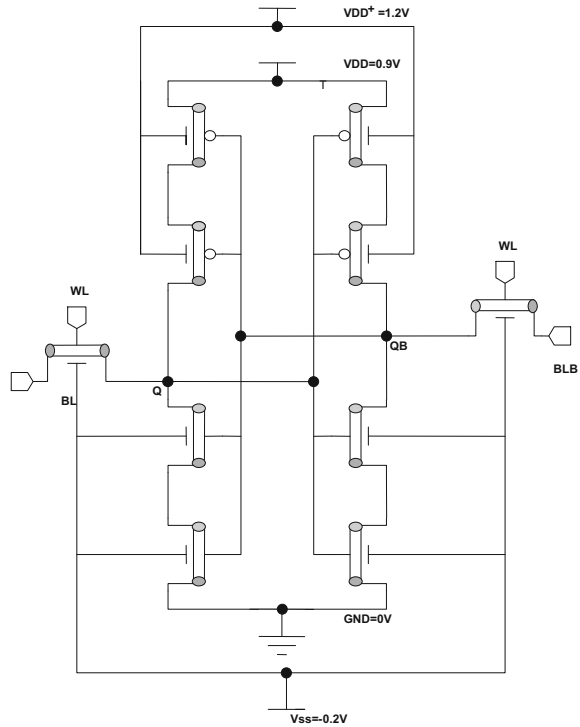 VDD+ =1.2V
VDD=0.9V
T
WL
WL
QB
Q
BL
BLB
GND=0V
Vss=-0.2V